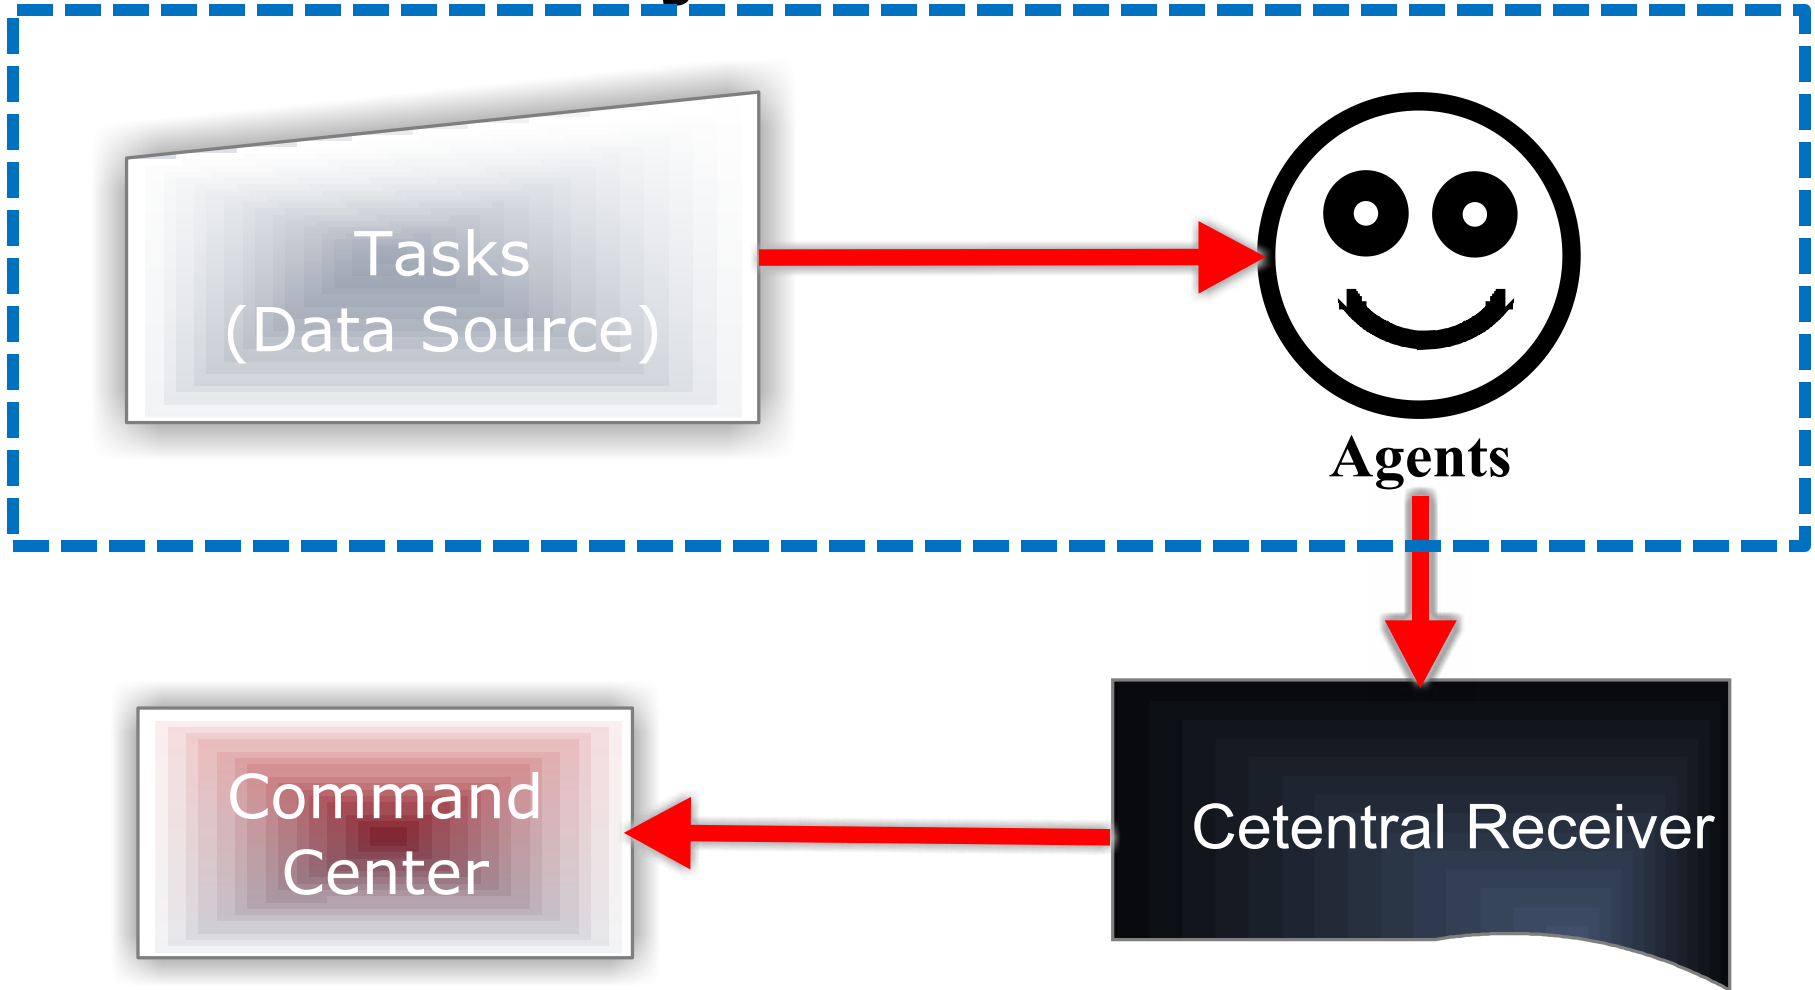 Tasks
(Data Source)
Agents
Command
Center
Cetentral Receiver